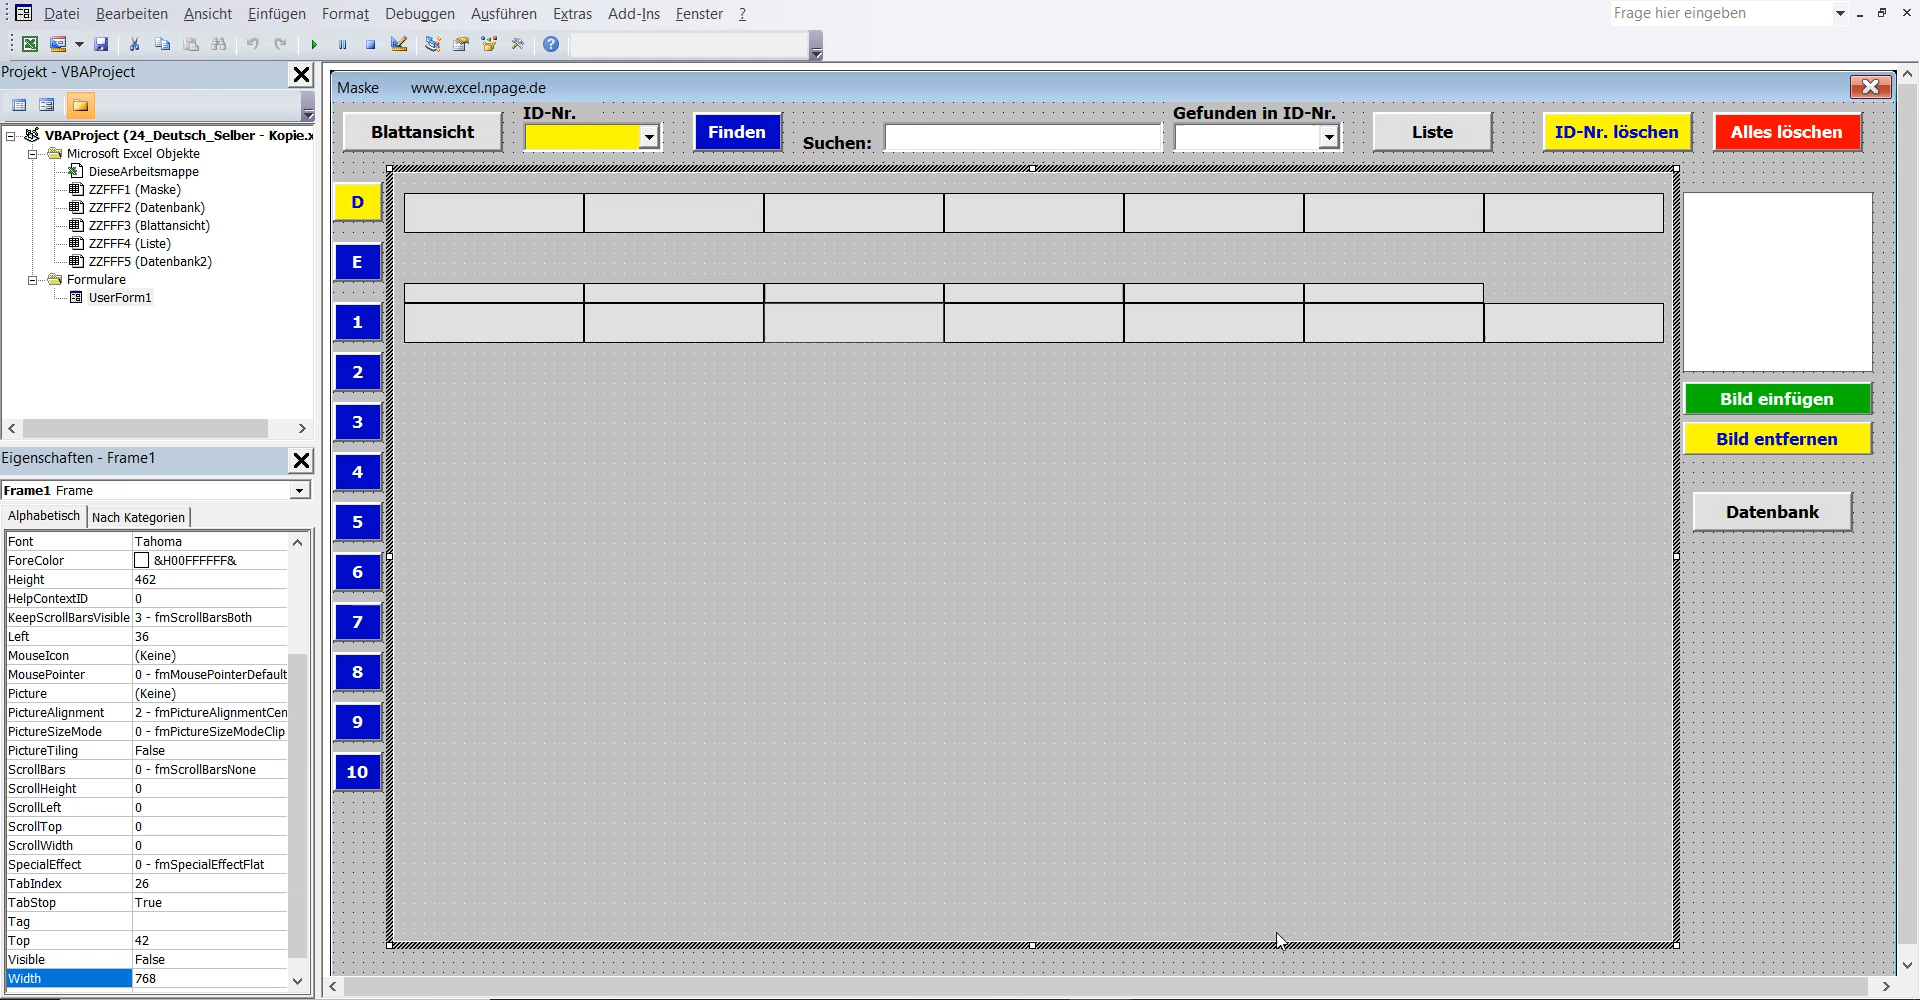 Datei Bearbeiten Ansicht Einfügen Format Debuggen Ausführen Extras Add-Ins Fenster ?
Frage hier eingeben
Projekt - VBAProject
VBAProject (24_Deutsch_Selber - Kopie.x
Microsoft Excel Objekte
DieseArbeitsmappe
ZZFFF1 (Maske)
ZZFFF2 (Datenbank)
ZZFFF3 (Blattansicht)
ZZFFF4 (Liste)
ZZFFF5 (Datenbank2)
Formulare
UserForm1
Eigenschaften - Frame1
Frame1 Frame
Alphabetisch Nach Kategorien
Font Tahoma
ForeColor &H00FFFFFF&
Height 462
HelpContextID 0
KeepScrollBarsVisible 3 - fmScrollBarsBoth
Left 36
MouseIcon (Keine)
MousePointer 0 - fmMousePointerDefault
Picture (Keine)
PictureAlignment 2 - fmPictureAlignmentCen
PictureSizeMode 0 - fmPictureSizeModeClip
PictureTiling False
ScrollBars 0 - fmScrollBarsNone
ScrollHeight 0
ScrollLeft 0
ScrollTop 0
ScrollWidth 0
SpecialEffect 0 - fmSpecialEffectFlat
TabIndex 26
TabStop True
Tag
Top 42
Visible False
Width 768
Maske www.excel.npage.de
Blattansicht
ID-Nr.
Finden
Suchen:
Gefunden in ID-Nr.
Liste
ID-Nr. löschen
Alles löschen
D
E
1
2
3
4
5
6
7
8
9
10
Bild einfügen
Bild entfernen
Datenbank